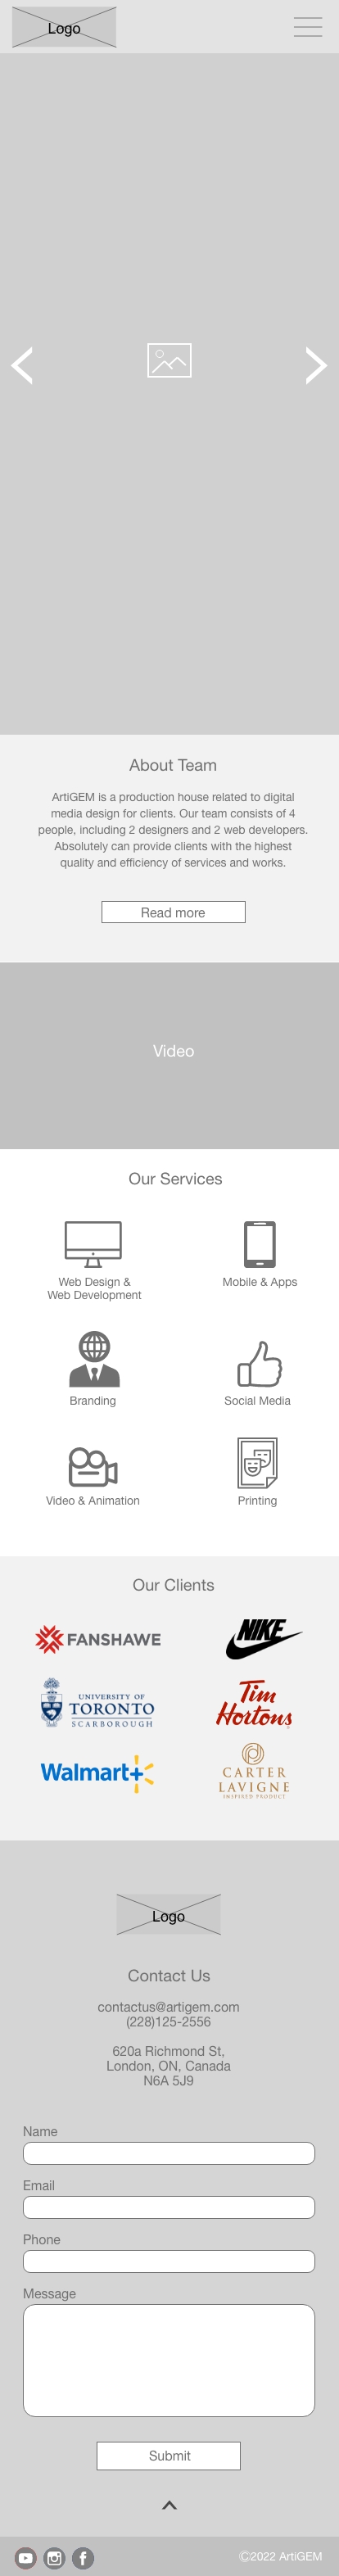 Logo
About Team
ArtiGEM is a production house related to digital
media design for clients. Our team consists of 4
people, including 2 designers and 2 web developers.
Absolutely can provide clients with the highest
quality and efficiency of services and works.
Read more
Video
Our Services
Web Design &
Web Development
Mobile & Apps
Branding
Social Media
Video & Animation
Printing
Our Clients
FANSHAWE
NIKE
UNIVERSITY OF
TORONTO
SCARBOROUGH
Tim
Hortons
Walmart+
CARTER
LAVIGNE
INSPIRED PRODUCT
Logo
Contact Us
contactus@artigem.com
(228)125-2556
620a Richmond St,
London, ON, Canada
N6A 5J9
Name
Email
Phone
Message
Submit
©2022 ArtiGEM